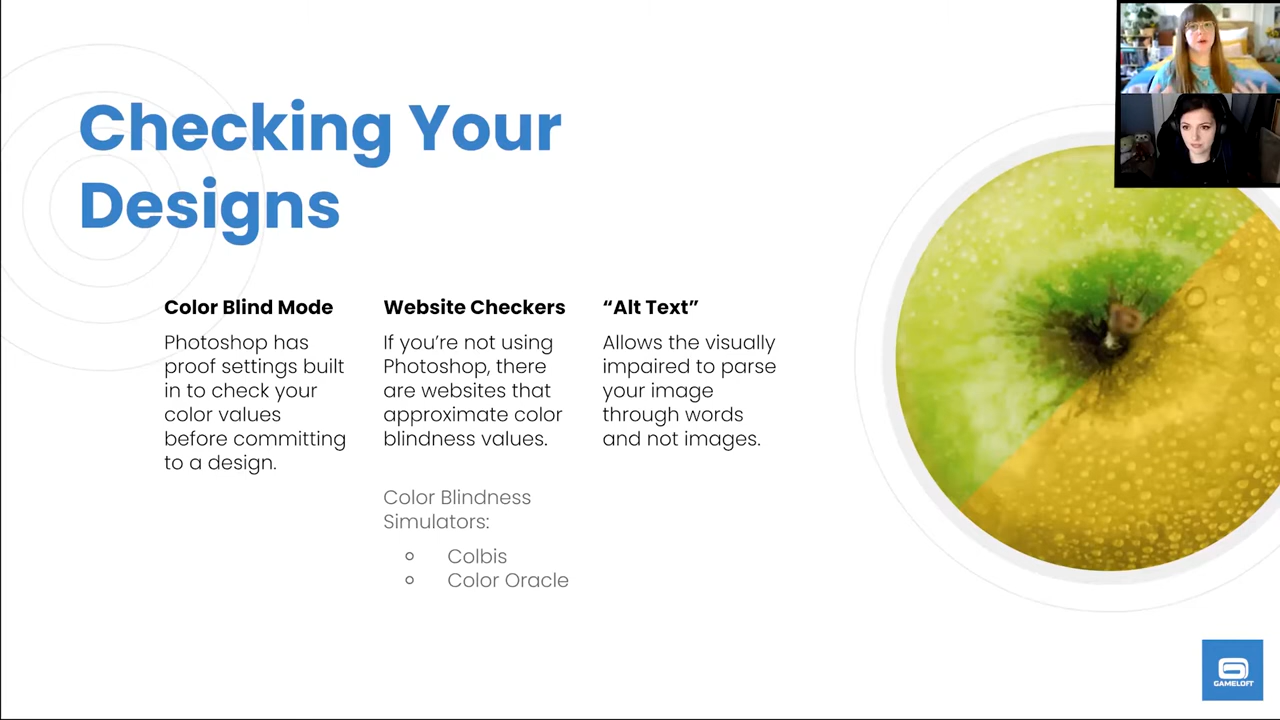 Checking Your
Designs
Color Blind Mode
Photoshop has
proof settings built
in to check your
color values
before committing
to a design.
Website Checkers
If you’re not using
Photoshop, there
are websites that
approximate color
blindness values.
Color Blindness
Simulators:
Colbis
Color Oracle
“Alt Text”
Allows the visually
impaired to parse
your image
through words
and not images.
GAMELOFT